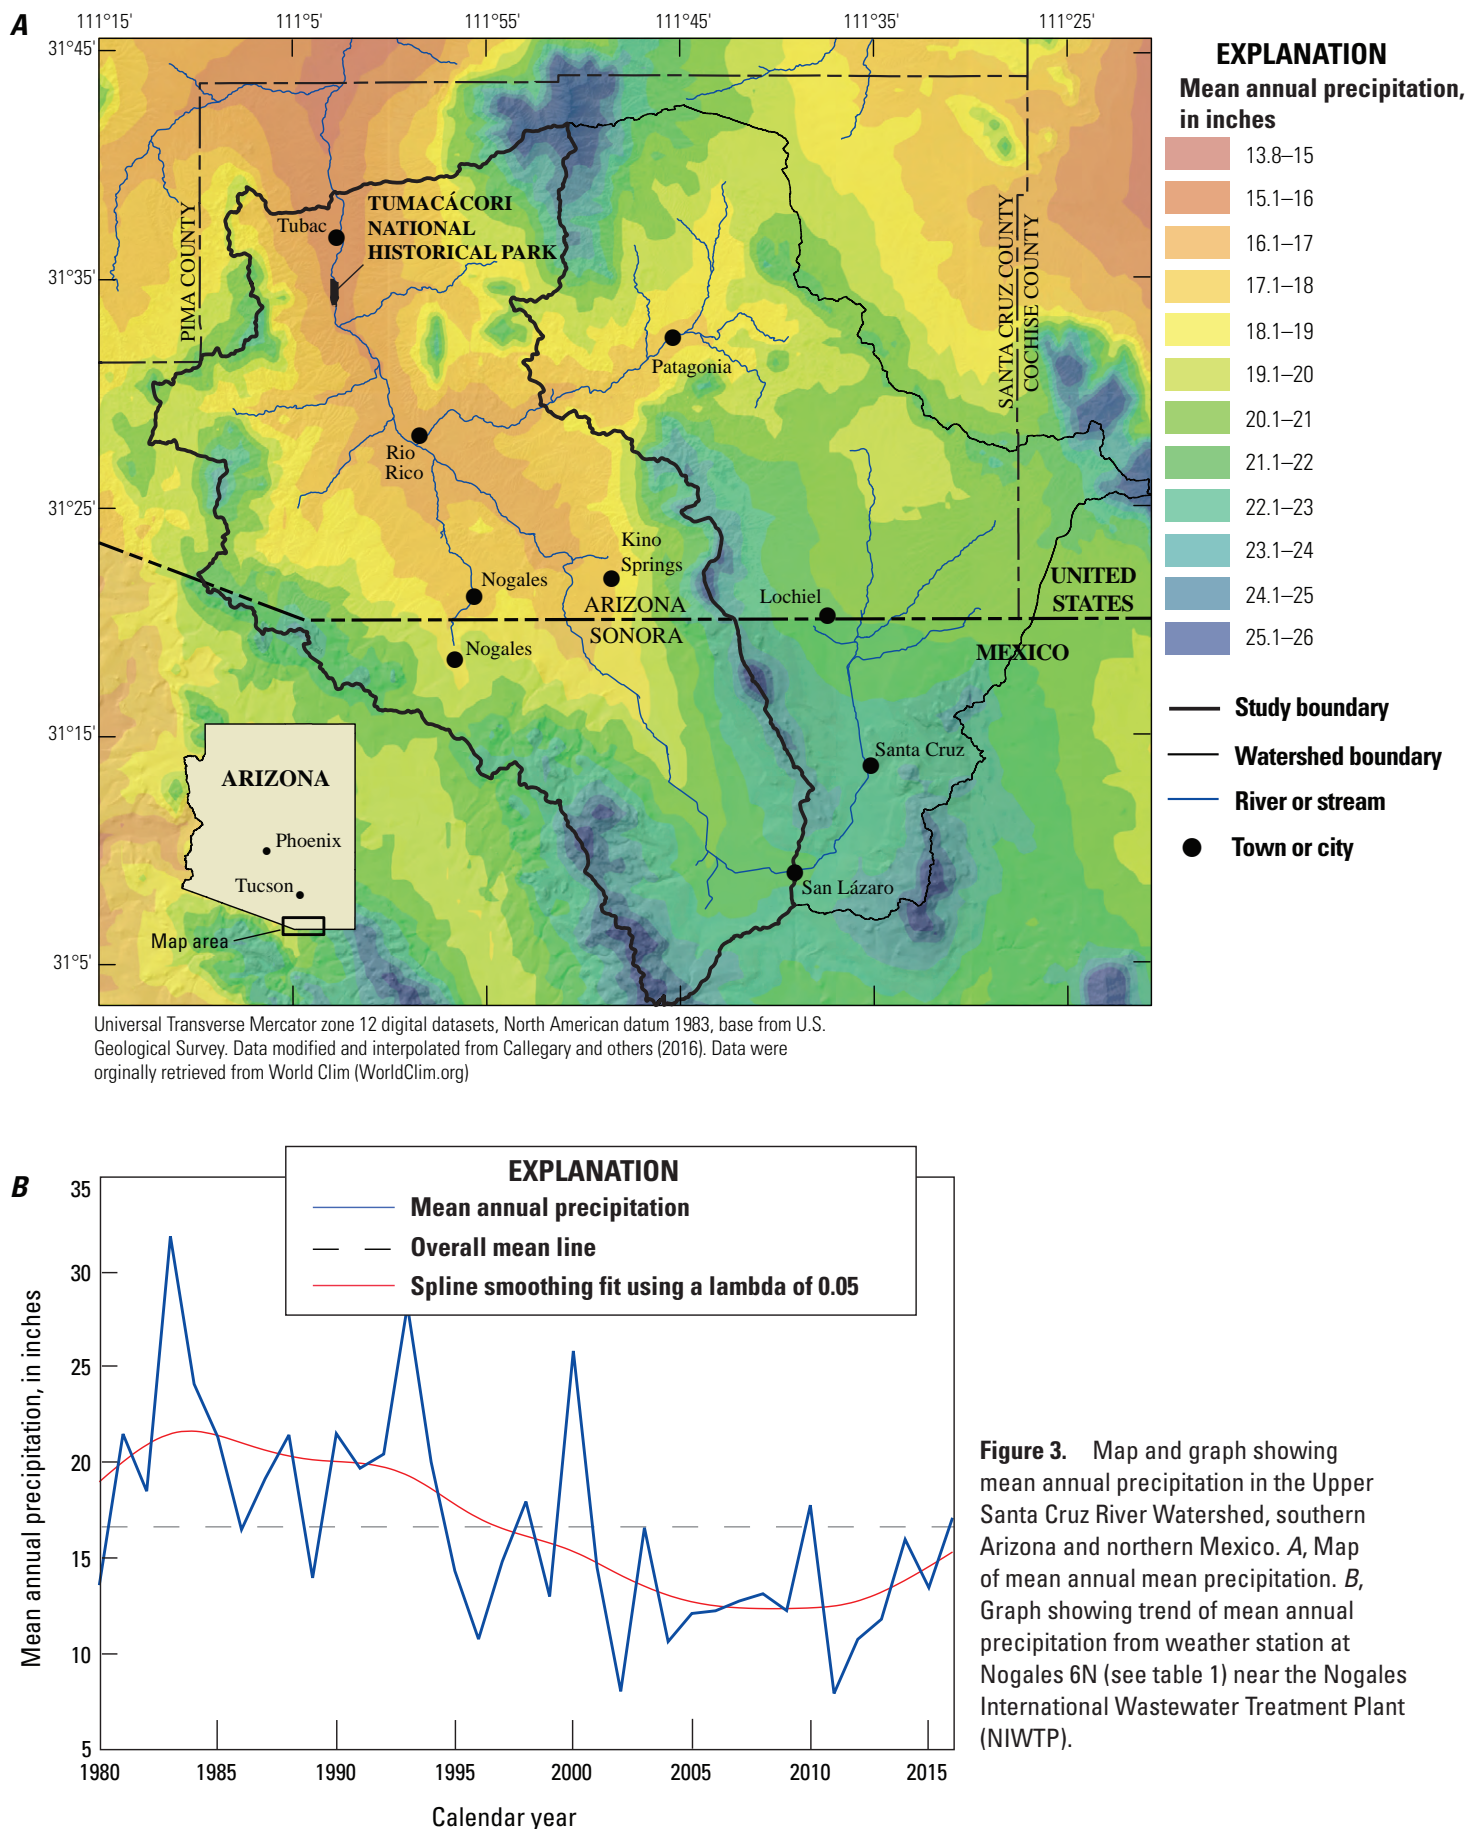 A
111°15'
111°5'
111°55'
111°45'
111°35'
111°25'
31°45'
31°35'
31°25'
31°15'
31°5'
PIMA COUNTY
Tubac
TUMACÁCORI
NATIONAL
HISTORICAL PARK
SANTA CRUZ COUNTY
COCHISE COUNTY
Patagonia
Rio
Rico
Kino
Springs
Nogales
ARIZONA
SONORA
Nogales
Lochiel
UNITED
STATES
MEXICO
Santa Cruz
San Lázaro
ARIZONA
Phoenix
Tucson
Map area
EXPLANATION
Mean annual precipitation,
in inches
13.8–15
15.1–16
16.1–17
17.1–18
18.1–19
19.1–20
20.1–21
21.1–22
22.1–23
23.1–24
24.1–25
25.1–26
Study boundary
Watershed boundary
River or stream
Town or city
Universal Transverse Mercator zone 12 digital datasets, North American datum 1983, base from U.S.
Geological Survey. Data modified and interpolated from Callegary and others (2016). Data were
orginally retrieved from World Clim (WorldClim.org)
B
EXPLANATION
Mean annual precipitation
Overall mean line
Spline smoothing fit using a lambda of 0.05
Mean annual precipitation, in inches
35
30
25
20
15
10
5
1980
1985
1990
1995
2000
2005
2010
2015
Calendar year
Figure 3. Map and graph showing
mean annual precipitation in the Upper
Santa Cruz River Watershed, southern
Arizona and northern Mexico. A, Map
of mean annual mean precipitation. B,
Graph showing trend of mean annual
precipitation from weather station at
Nogales 6N (see table 1) near the Nogales
International Wastewater Treatment Plant
(NIWTP).